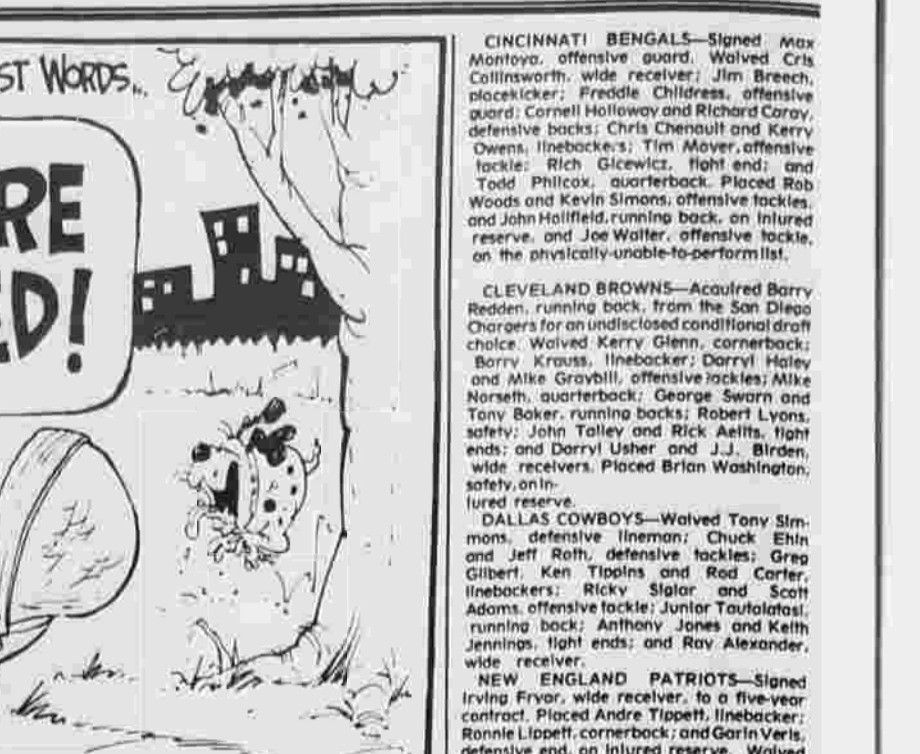 ST WORDS..
RE
ED!
CINCINNATI BENGALS—Signed Max
Montoya, offensive guard. Waived Cris
Collinsworth, wide receiver; Jim Breech,
placekicker; Freddie Childress, offensive
guard; Cornell Holloway and Richard Carey,
defensive backs; Chris Chenault and Kerry
Owens, linebackers; Tim Moyer, offensive
tackle; Rich Gicewicz, tight end; and
Todd Philcox, quarterback. Placed Rob
Woods and Kevin Simons, offensive tackles,
and John Hollifield, running back, on injured
reserve, and Joe Walter, offensive tackle,
on the physically-unable-to-perform list.
CLEVELAND BROWNS—Acquired Barry
Redden, running back, from the San Diego
Chargers for an undisclosed conditional draft
choice. Waived Kerry Glenn, cornerback;
Barry Krauss, linebacker; Darryl Haley
and Mike Graybill, offensive tackles; Mike
Norseth, quarterback; George Swarn and
Tony Baker, running backs; Robert Lyons,
safety; John Talley and Rick Aeilts, tight
ends; and Darryl Usher and J.J. Birden,
wide receivers. Placed Brian Washington,
safety, on in-
jured reserve.
DALLAS COWBOYS—Waived Tony Sim-
mons, defensive lineman; Chuck Ehin
and Jeff Roth, defensive tackles; Greg
Gilbert, Ken Tippins and Rod Carter,
linebackers; Ricky Siglar and Scott
Adams, offensive tackle; Junior Tautalatasi,
running back; Anthony Jones and Keith
Jennings, tight ends; and Ray Alexander,
wide receiver.
NEW ENGLAND PATRIOTS—Signed
Irving Fryar, wide receiver, to a five-year
contract. Placed Andre Tippett, linebacker;
Ronnie Lippett, cornerback; and Garin Veris,
defensive end, on injured reserve. Waived